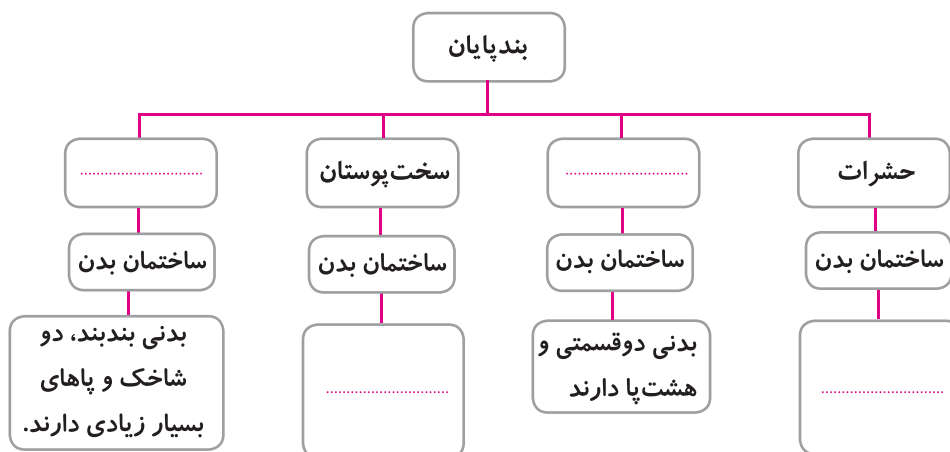 بندپایان
حشرات
....................
سخت‌پوستان
....................
ساختمان بدن
ساختمان بدن
ساختمان بدن
ساختمان بدن
....................
بدنی دوقسمتی و
هشت‌پا دارند
....................
بدنی بندبند، دو
شاخک و پاهای
بسیار زیادی دارند.